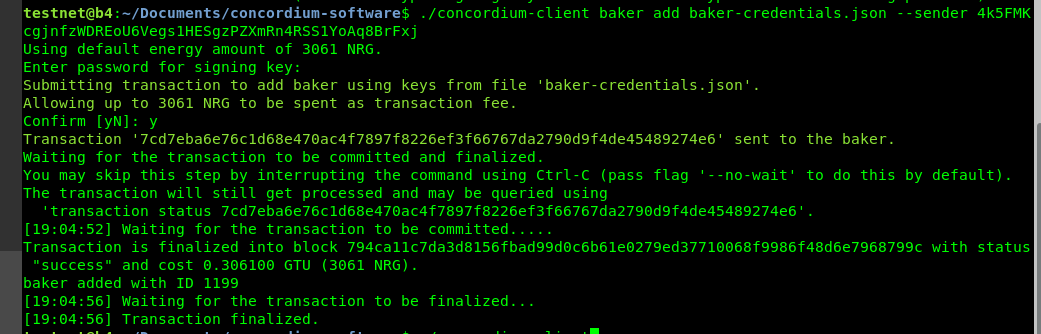 testnet@b4:~/Documents/concordium-software$ ./concordium-client baker add baker-credentials.json --sender 4k5FMK
cgjnfzWDREoU6Vegs1HESgzPZXmRn4RSS1YoAq8BrFxj
Using default energy amount of 3061 NRG.
Enter password for signing key:
Submitting transaction to add baker using keys from file 'baker-credentials.json'.
Allowing up to 3061 NRG to be spent as transaction fee.
Confirm [yN]: y
Transaction '7cd7eba6e76c1d68e470ac4f7897f8226ef3f66767da2790d9f4de45489274e6' sent to the baker.
Waiting for the transaction to be committed and finalized.
You may skip this step by interrupting the command using Ctrl-C (pass flag '--no-wait' to do this by default).
The transaction will still get processed and may be queried using
  'transaction status 7cd7eba6e76c1d68e470ac4f7897f8226ef3f66767da2790d9f4de45489274e6'.
[19:04:52] Waiting for the transaction to be committed.....
Transaction is finalized into block 794ca11c7da3d8156fbad99d0c6b61e0279ed37710068f9986f48d6e7968799c with status
 "success" and cost 0.306100 GTU (3061 NRG).
baker added with ID 1199
[19:04:56] Waiting for the transaction to be finalized...
[19:04:56] Transaction finalized.